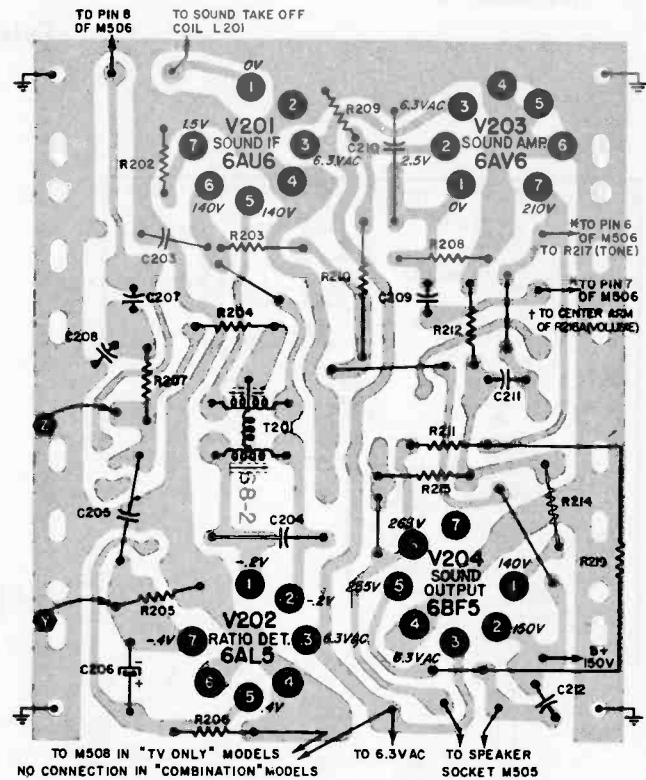 TO PIN 8
OF M506
TO SOUND TAKE OFF
COIL L201
0V
1
2
V201
SOUND IF
6AU6
1.5V
7
3
6.3VAC
6
5
4
140V
140V
R202
R209
C210
6.3VAC
2.5V
4
3
5
V203
SOUND AMP.
6AV6
2
6
1
7
0V
210V
*TO PIN 6
OF M506
† TO R217 (TONE)
C203
R203
R210
R208
*TO PIN 7
OF M506
† TO CENTER ARM
OF R216A(VOLUME)
C207
R204
C209
R212
C208
R207
C211
T201
Z
R211
R215
68-2
C205
C204
R214
R219
265V
7
6
V204
SOUND
OUTPUT
6BF5
255V
5
140V
1
4
3
2
150V
6.3VAC
R205
Y
-.2V
1
2
-.2V
V202
RATIO DET.
6AL5
-.4V
7
3
6.3VAC
6
5
4
.4V
B+
150V
C206
C212
R206
TO M508 IN "TV ONLY" MODELS
NO CONNECTION IN "COMBINATION" MODELS
TO 6.3VAC
TO SPEAKER
SOCKET M505